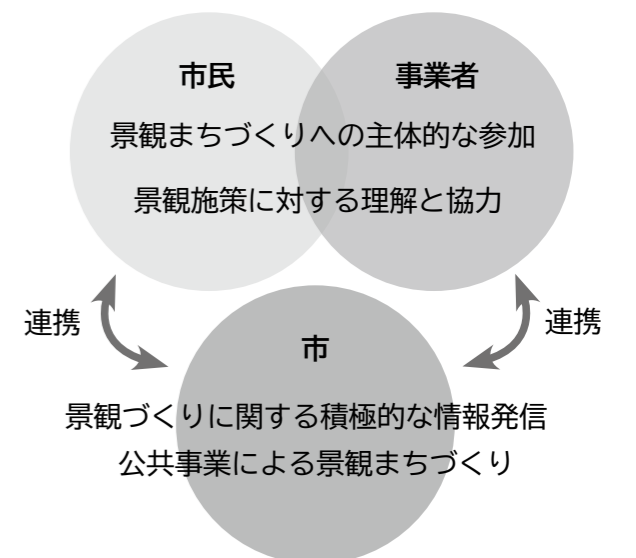 市民
事業者
景観まちづくりへの主体的な参加
景観施策に対する理解と協力
連携
連携
市
景観づくりに関する積極的な情報発信
公共事業による景観まちづくり